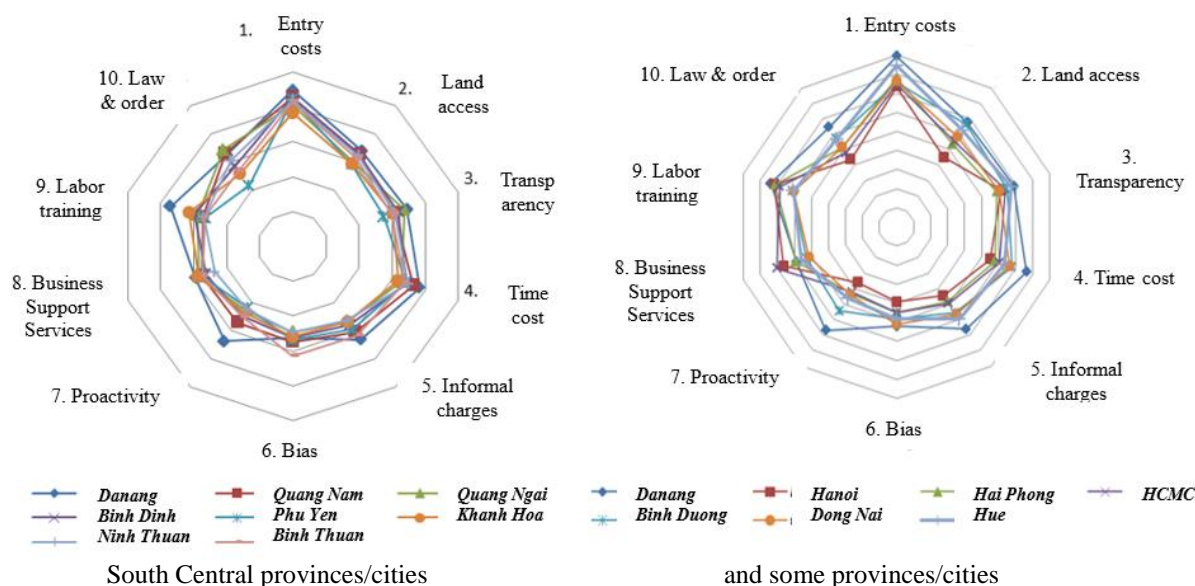 1.
Entry
costs
2.
Land
access
3.
Transp
arency
4.
Time
cost
5. Informal
charges
6. Bias
7. Proactivity
8. Business
Support
Services
9. Labor
training
10. Law
& order
Danang
Quang Nam
Quang Ngai
Binh Dinh
Phu Yen
Khanh Hoa
Ninh Thuan
Binh Thuan
South Central provinces/cities
1. Entry costs
2. Land access
3.
Transparency
4. Time cost
5. Informal
charges
6. Bias
7. Proactivity
8. Business
Support
Services
9. Labor
training
10. Law & order
Danang
Hanoi
Hai Phong
HCMC
Binh Duong
Dong Nai
Hue
and some provinces/cities